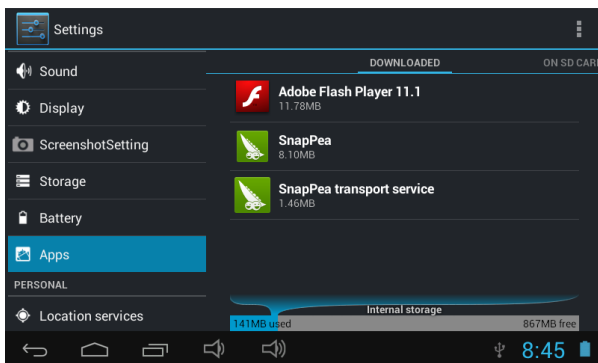 Settings
Sound
Display
ScreenshotSetting
Storage
Battery
Apps
PERSONAL
Location services
DOWNLOADED
ON SD CAR
Adobe Flash Player 11.1
11.78MB
SnapPea
8.10MB
SnapPea transport service
1.46MB
Internal storage
141MB used
867MB free
8:45